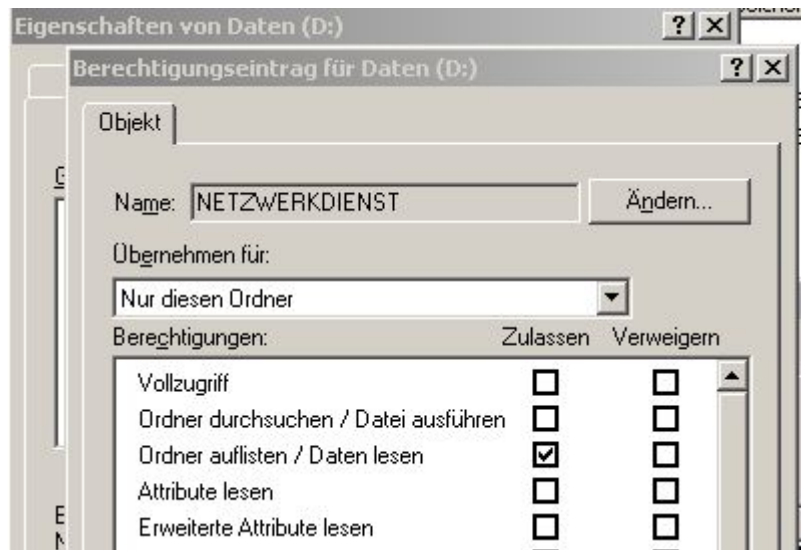 Eigenschaften von Daten (D:)
Berechtigungseintrag für Daten (D:)
Objekt
Name: NETZWERKDIENST Ändern...
Übernehmen für:
Nur diesen Ordner
Berechtigungen: Zulassen Verweigern
Vollzugriff
Ordner durchsuchen / Datei ausführen
Ordner auflisten / Daten lesen
Attribute lesen
Erweiterte Attribute lesen